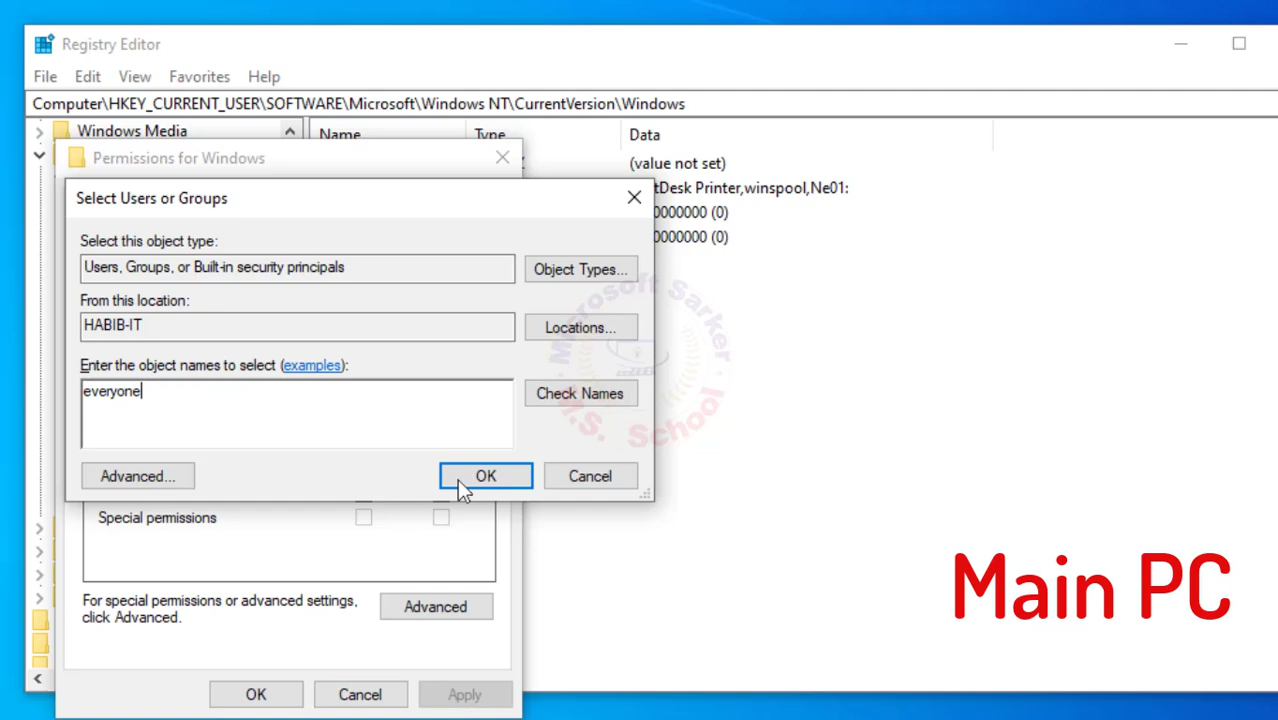 Registry Editor
File Edit View Favorites Help
Computer\HKEY_CURRENT_USER\SOFTWARE\Microsoft\Windows NT\CurrentVersion\Windows
Windows Media
Name Type Data
Permissions for Windows
(value not set)
tDesk Printer,winspool,Ne01:
0000000 (0)
0000000 (0)
Select Users or Groups
Select this object type:
Users, Groups, or Built-in security principals
Object Types...
From this location:
HABIB-IT
Locations...
Enter the object names to select (examples):
everyone
Check Names
Advanced...
OK
Cancel
Special permissions
For special permissions or advanced settings,
click Advanced.
Advanced
OK
Cancel
Apply
Microsoft Sarker
M.S. School
Main PC